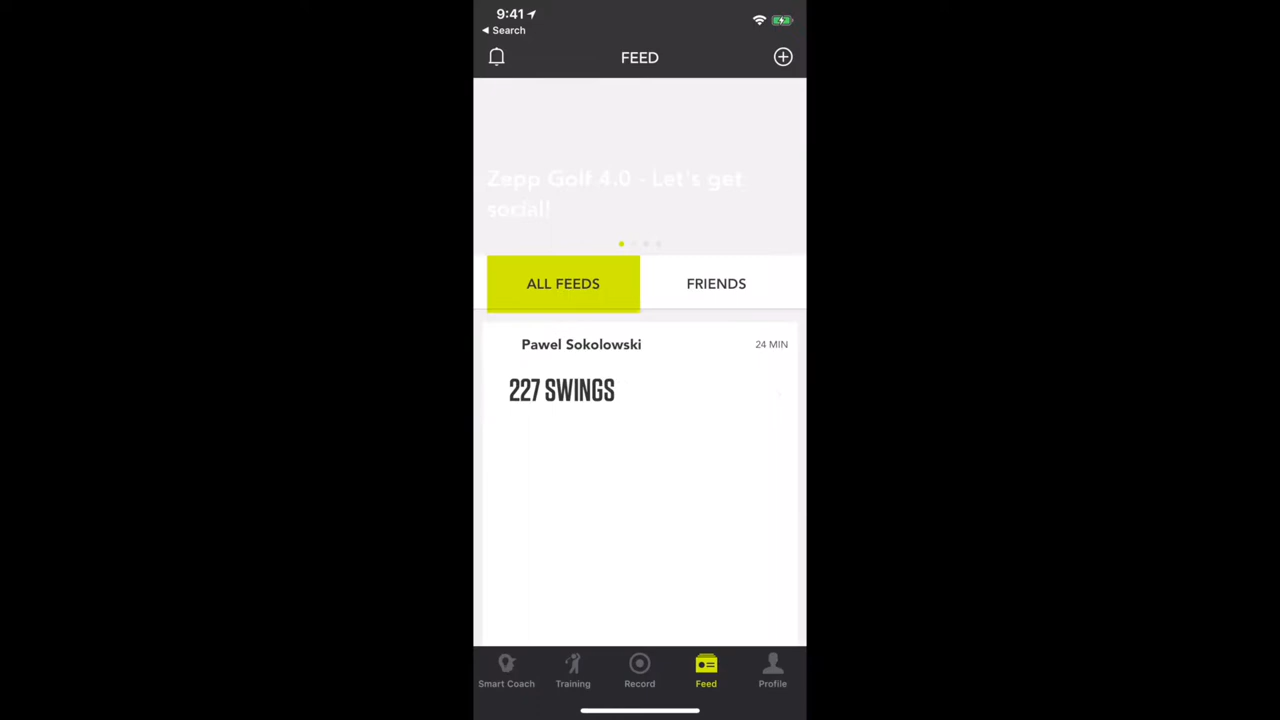 9:41
Search
FEED
Zepp Golf 4.0 - Let's get
social!
ALL FEEDS
FRIENDS
Pawel Sokolowski
24 MIN
227 SWINGS
Smart Coach
Training
Record
Feed
Profile